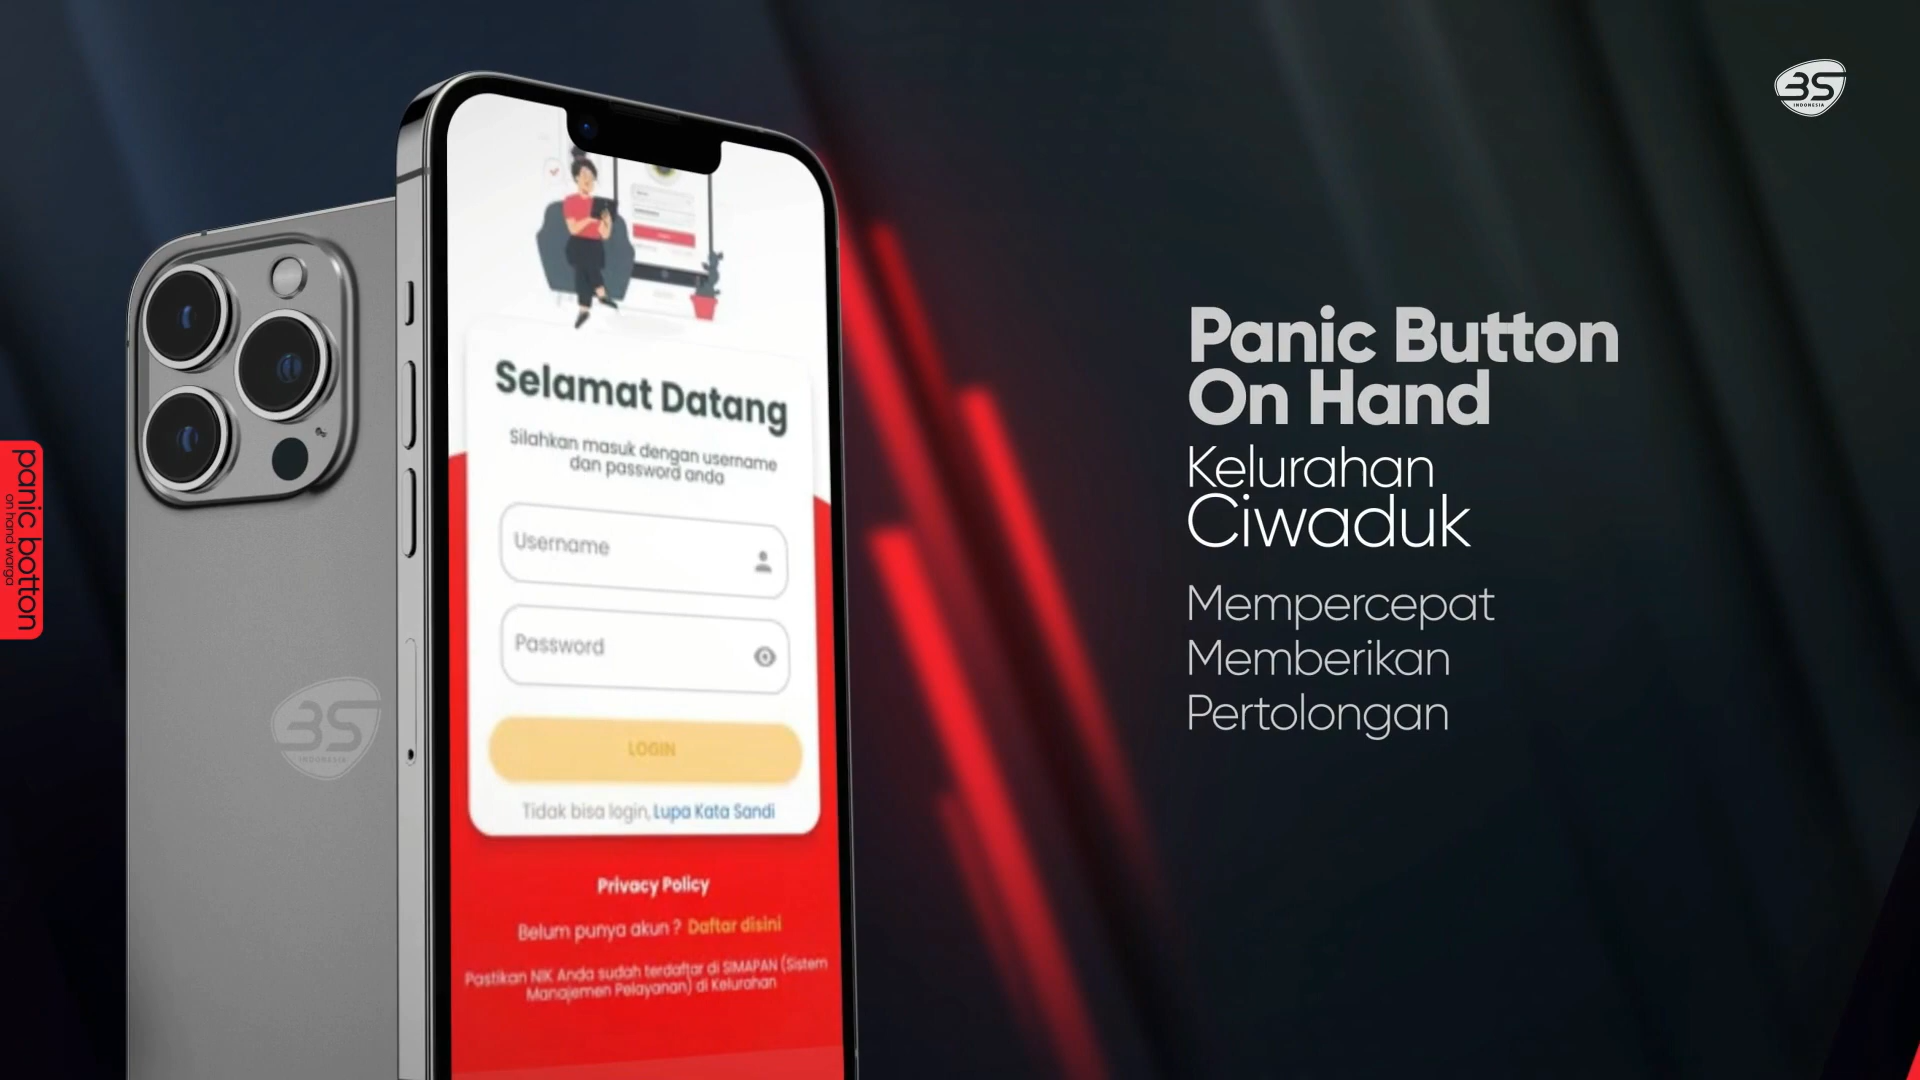 3S
INDONESIA
Panic Button
On Hand
Kelurahan
Ciwaduk
Mempercepat
Memberikan
Pertolongan
panic botton
on hand warga
Selamat Datang
Silahkan masuk dengan username
dan password anda
Username
Password
LOGIN
Tidak bisa login, Lupa Kata Sandi
Privacy Policy
Belum punya akun ? Daftar disini
Pastikan NIK Anda sudah terdaftar di SIMAPAN (Sistem
Manajemen Pelayanan) di Kelurahan
3S
INDONESIA